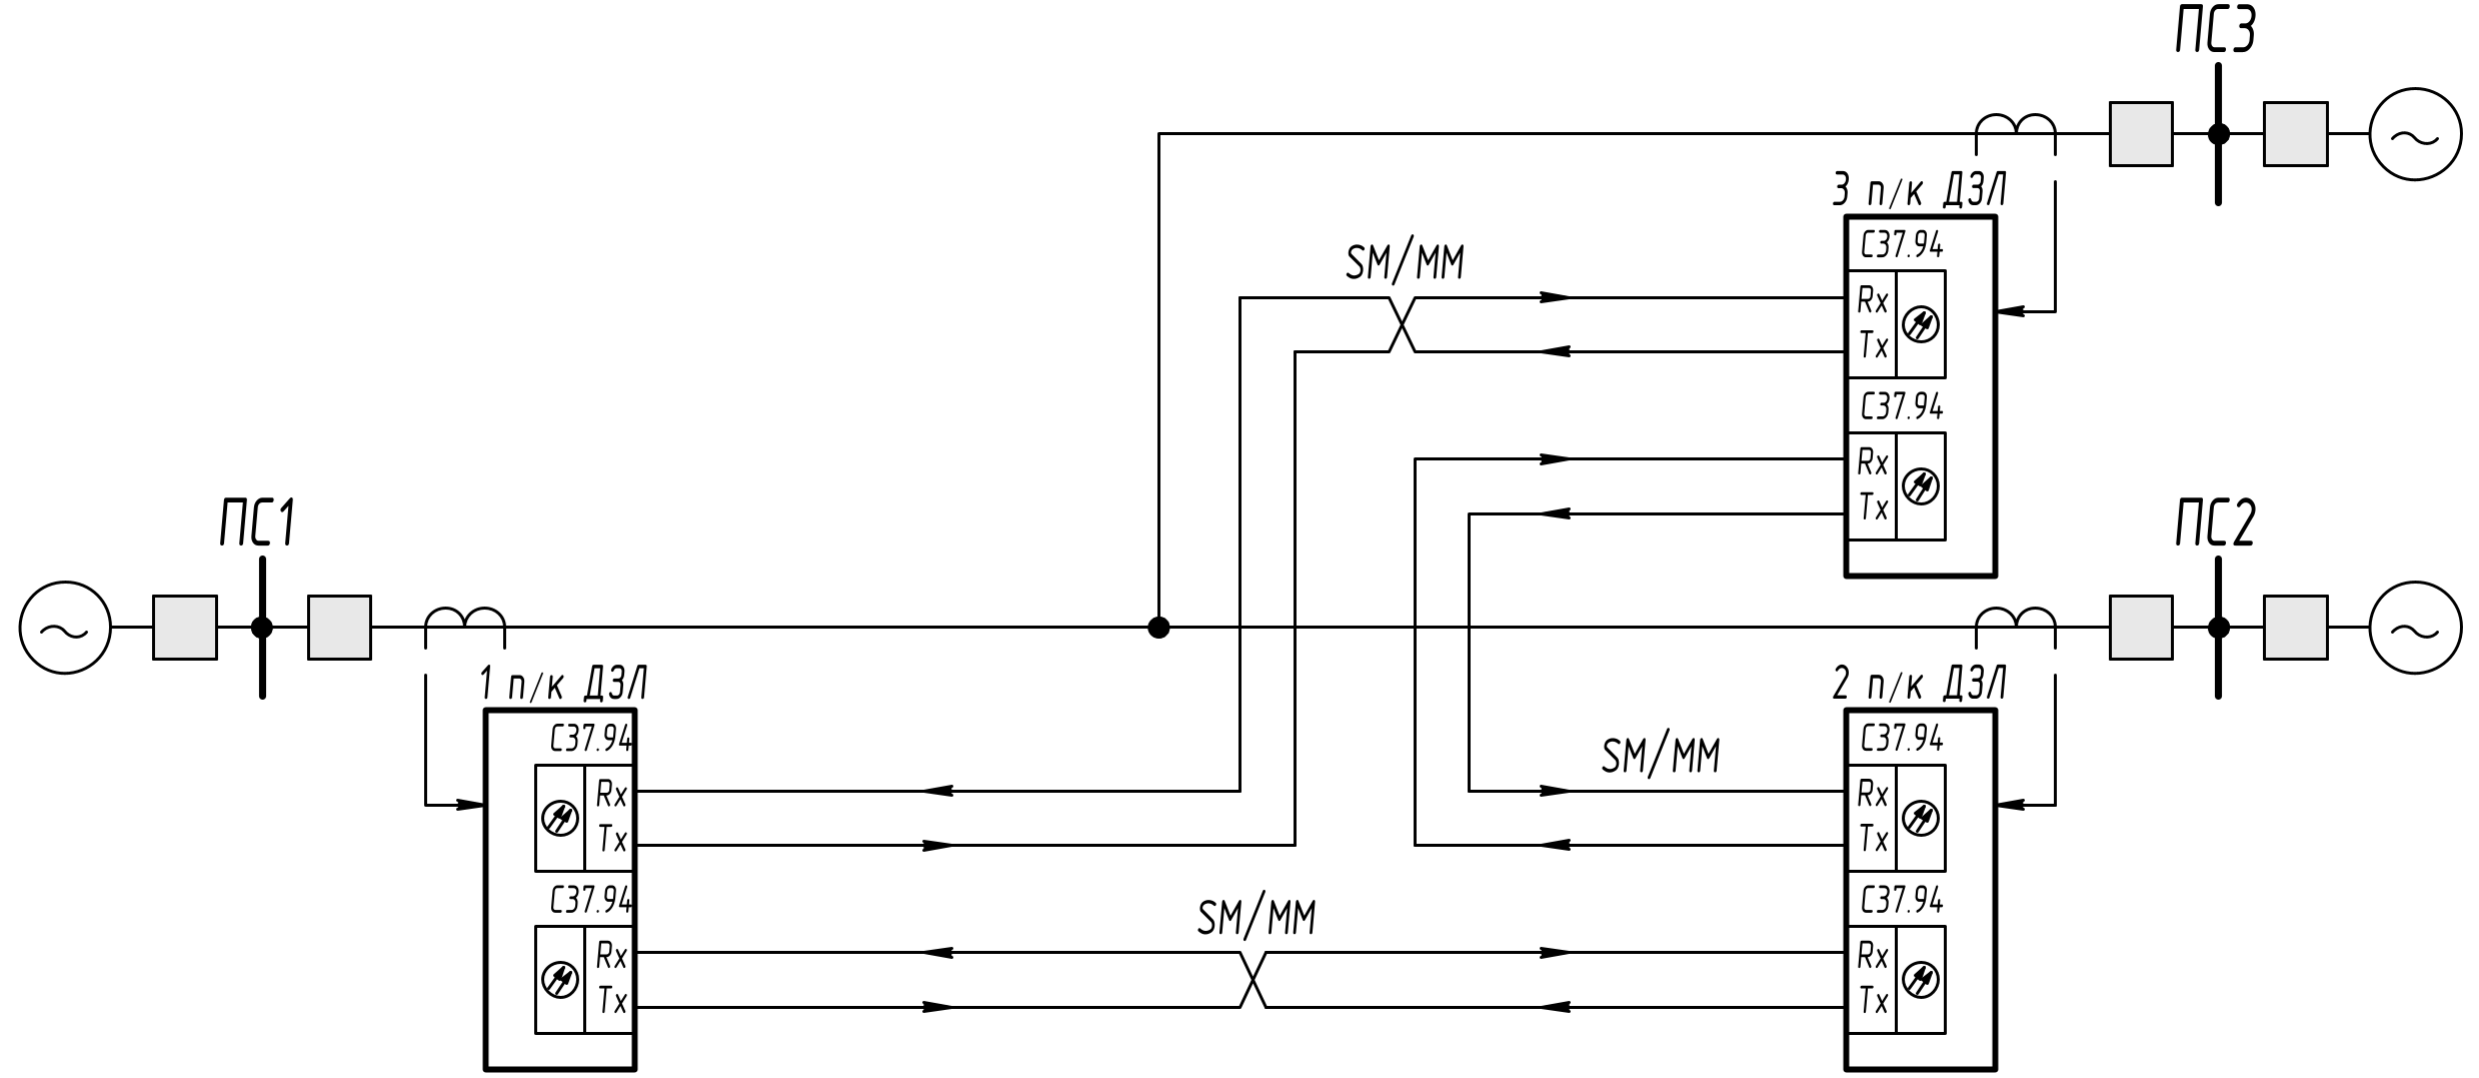 ПС3
3 п/к ДЗЛ
C37.94
SM/MM
Rx
Tx
C37.94
Rx
Tx
ПС1
ПС2
1 п/к ДЗЛ
2 п/к ДЗЛ
C37.94
SM/MM
C37.94
Rx
Rx
Tx
Tx
C37.94
SM/MM
C37.94
Rx
Rx
Tx
Tx